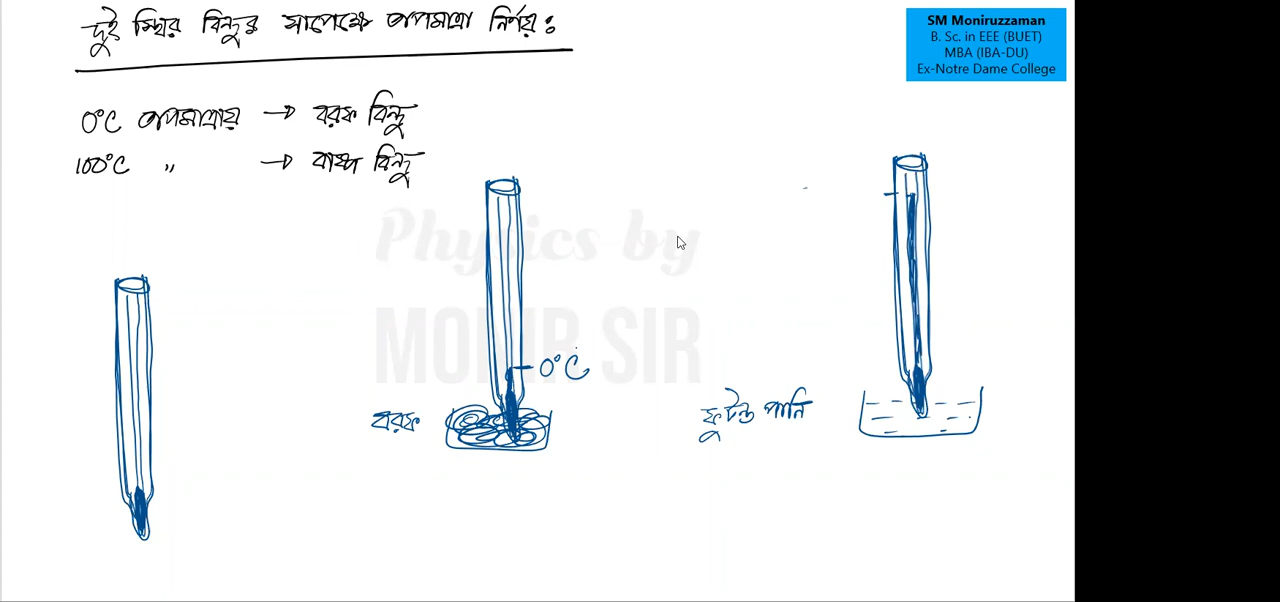 দুই স্থির বিন্দুর সাপেক্ষে তাপমাত্রা নির্ণয়ঃ
SM Moniruzzaman
B. Sc. in EEE (BUET)
MBA (IBA-DU)
Ex-Notre Dame College
0°C তাপমাত্রায় → বরফ বিন্দু
100°C " → বাষ্প বিন্দু
Physics by
MONIR SIR
0°C
বরফ
ফুটন্ত পানি